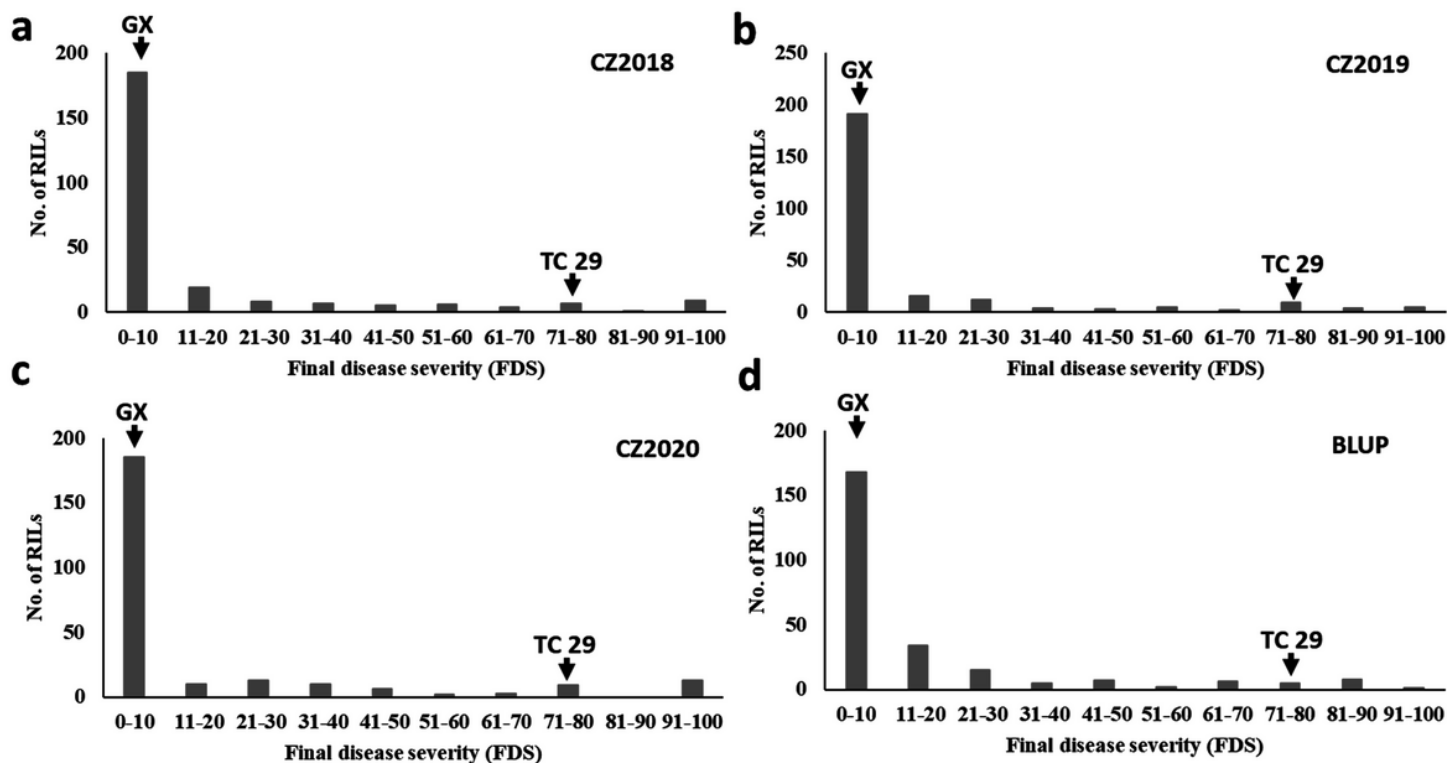 a
GX
CZ2018
200
150
100
50
0
No. of RILs
TC 29
0-10 11-20 21-30 31-40 41-50 51-60 61-70 71-80 81-90 91-100
Final disease severity (FDS)
b
GX
CZ2019
250
200
150
100
50
0
No. of RILs
TC 29
0-10 11-20 21-30 31-40 41-50 51-60 61-70 71-80 81-90 91-100
Final disease severity (FDS)
c
GX
CZ2020
200
150
100
50
0
No. of RILs
TC 29
0-10 11-20 21-30 31-40 41-50 51-60 61-70 71-80 81-90 91-100
Final disease severity (FDS)
d
GX
BLUP
200
150
100
50
0
No. of RILs
TC 29
0-10 11-20 21-30 31-40 41-50 51-60 61-70 71-80 81-90 91-100
Final disease severity (FDS)